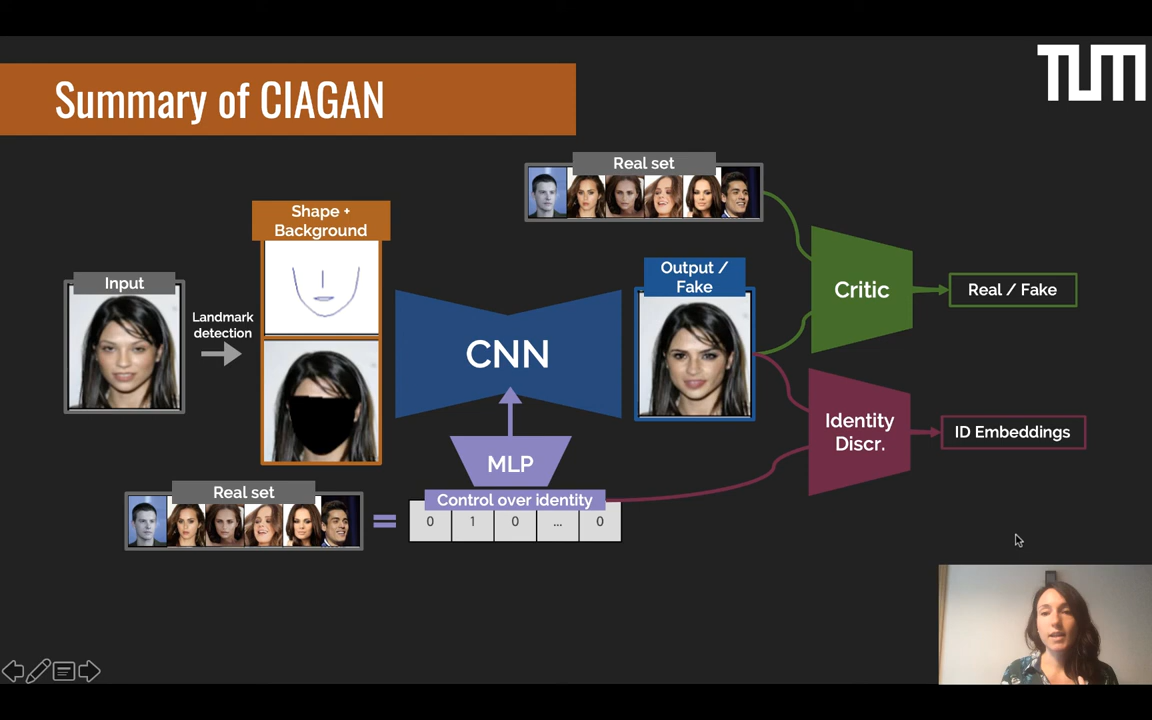 Summary of CIAGAN
TUM
Real set
Shape +
Background
Output /
Fake
Input
Critic
Real / Fake
Landmark
detection
CNN
Identity
Discr.
ID Embeddings
MLP
Real set
Control over identity
=
0 1 0 ... 0